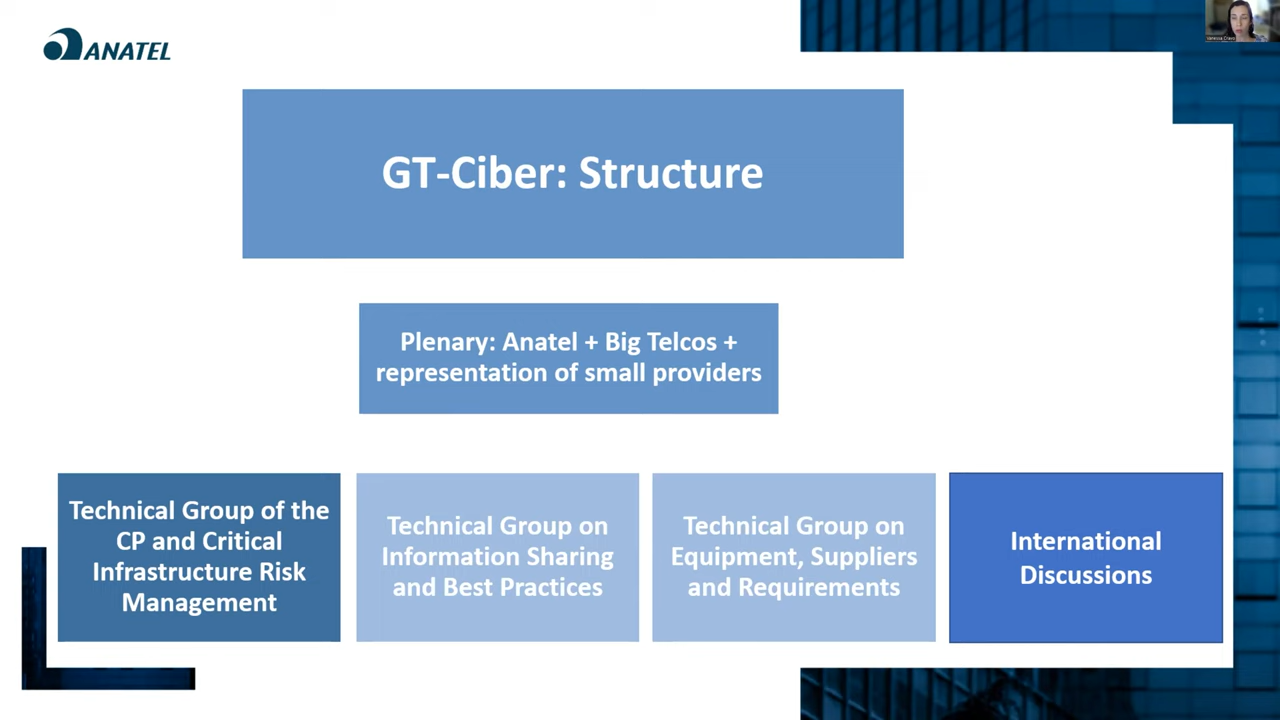 ANATEL
GT-Ciber: Structure
Plenary: Anatel + Big Telcos +
representation of small providers
Technical Group of the
CP and Critical
Infrastructure Risk
Management
Technical Group on
Information Sharing
and Best Practices
Technical Group on
Equipment, Suppliers
and Requirements
International
Discussions